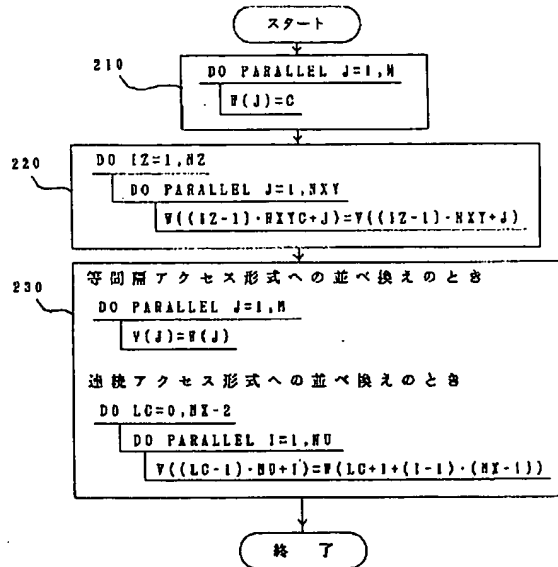 スタート
210
DO PARALLEL J=1,M
W(J)=C
220
DO IZ=1,NZ
DO PARALLEL J=1,NXY
W((IZ-1)・NXYC+J)=V((IZ-1)・NXY+J)
230
等間隔アクセス形式への並べ換えのとき
DO PARALLEL J=1,M
V(J)=W(J)
連続アクセス形式への並べ換えのとき
DO LC=0,NX-2
DO PARALLEL I=1,NU
V((LC-1)・NU+I)=W(LC+1+(I-1)・(NX-1))
終了